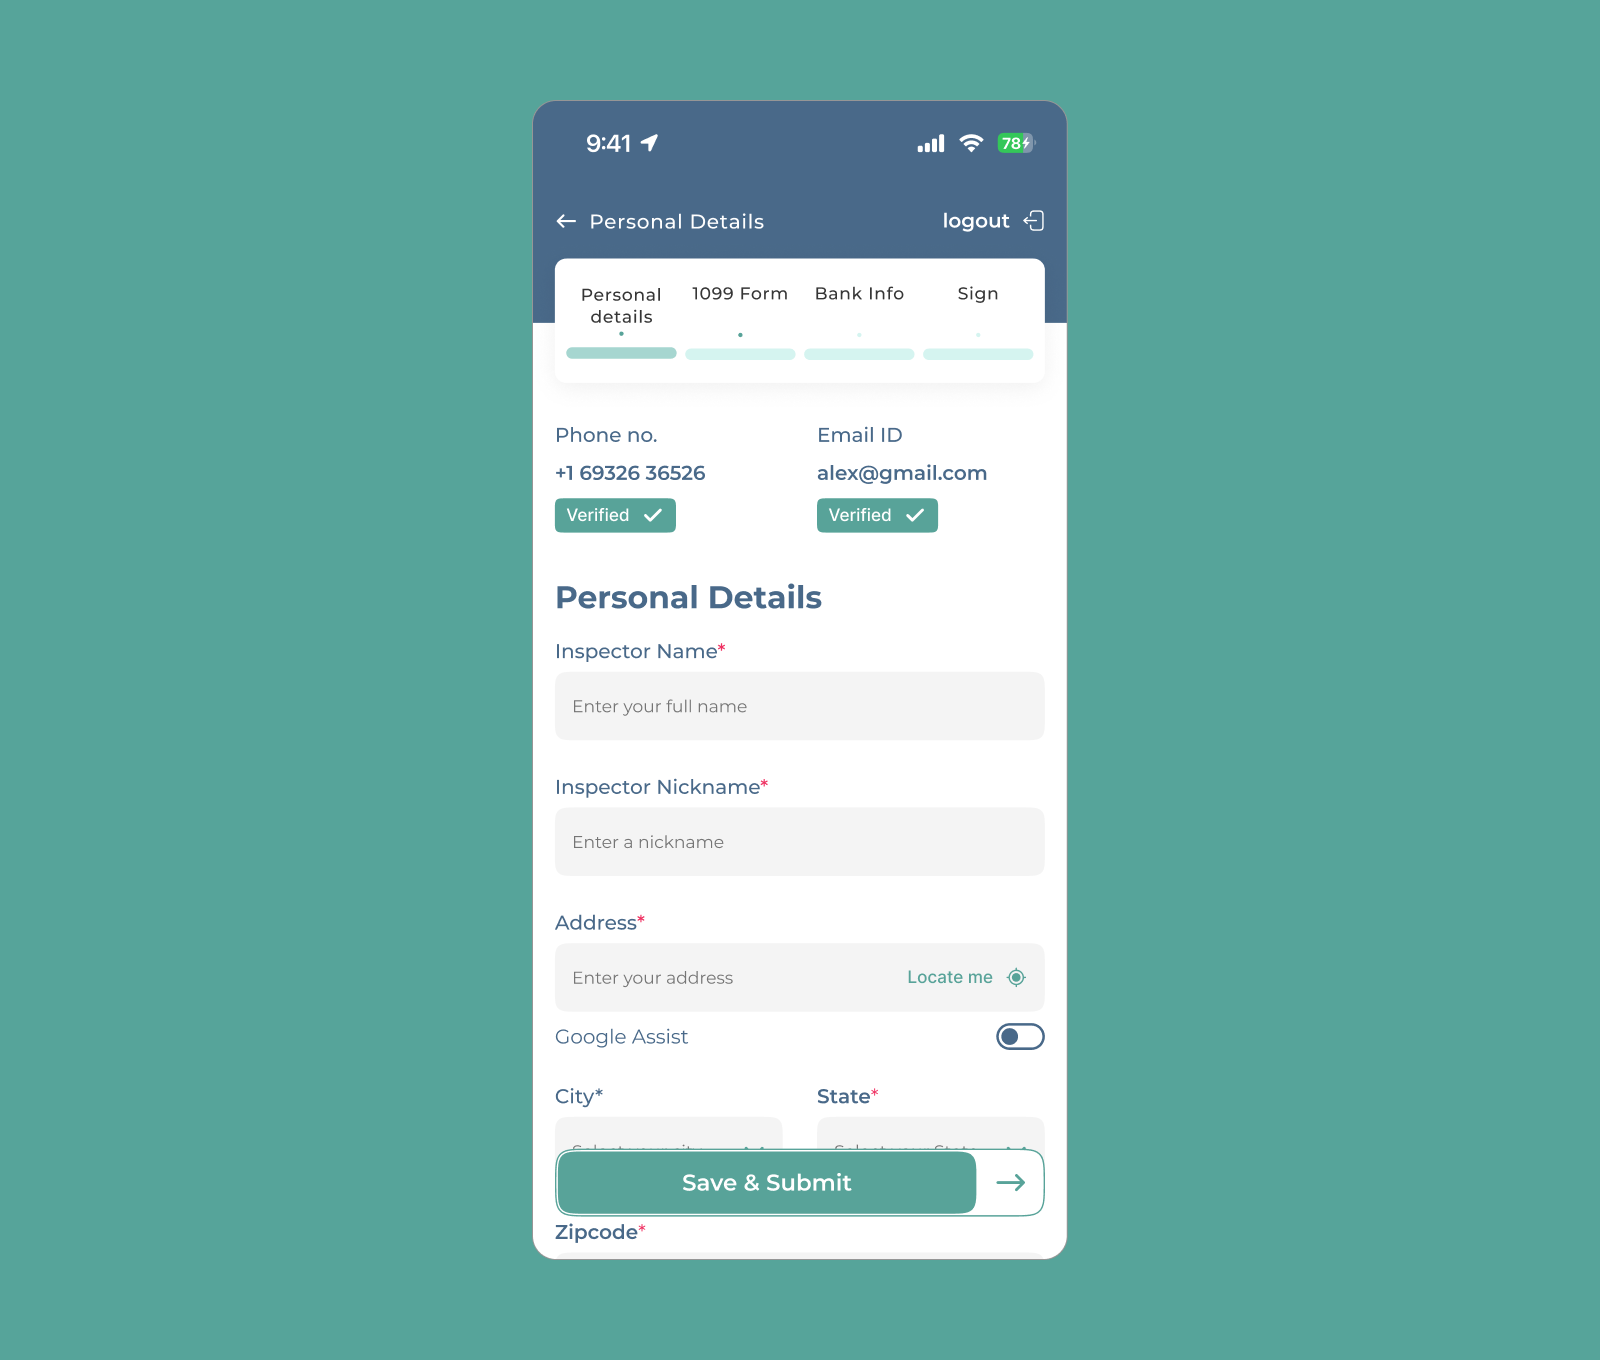 9:41
78
Personal Details
logout
Personal details
1099 Form
Bank Info
Sign
Phone no.
Email ID
+1 69326 36526
alex@gmail.com
Verified
Verified
Personal Details
Inspector Name*
Enter your full name
Inspector Nickname*
Enter a nickname
Address*
Enter your address
Locate me
Google Assist
City*
State*
Save & Submit
Zipcode*